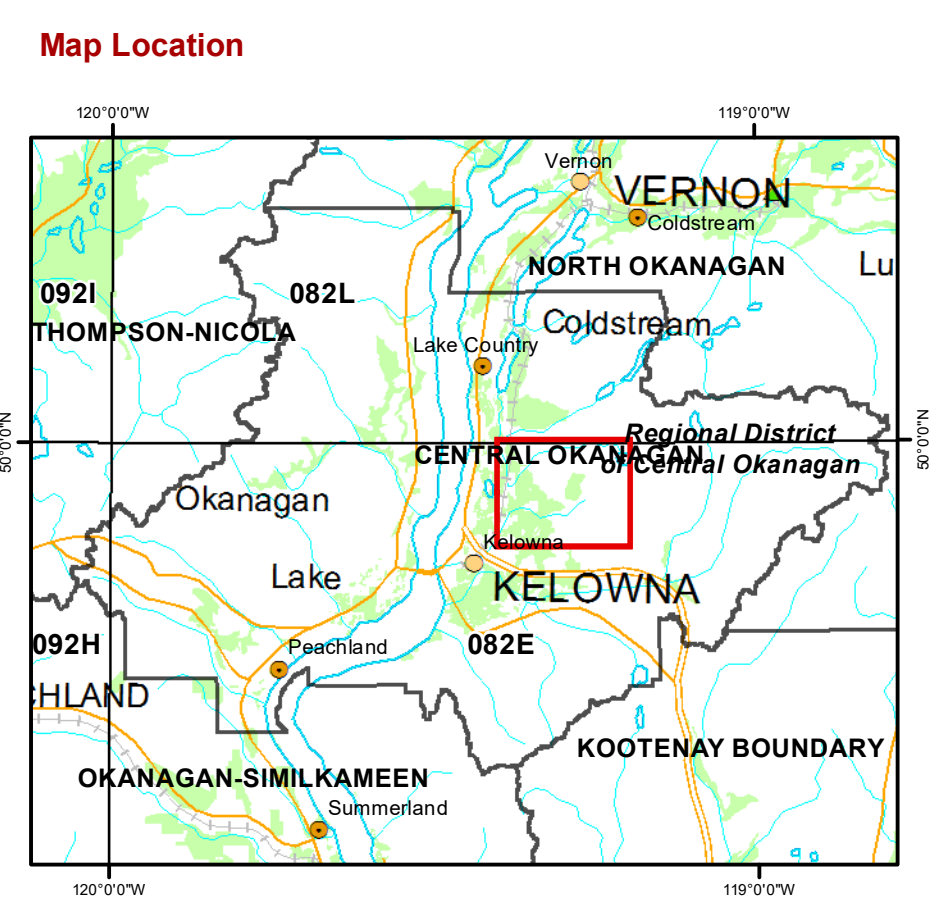 Map Location
120°0'0"W
119°0'0"W
Vernon
VERNON
Coldstream
NORTH OKANAGAN
Lu
092I
082L
THOMPSON-NICOLA
Coldstream
Lake Country
50°0'0"N
50°0'0"N
Regional District
CENTRAL OKANAGAN
of Central Okanagan
Okanagan
Kelowna
Lake
KELOWNA
092H
Peachland
082E
CHLAND
KOOTENAY BOUNDARY
OKANAGAN-SIMILKAMEEN
Summerland
120°0'0"W
119°0'0"W